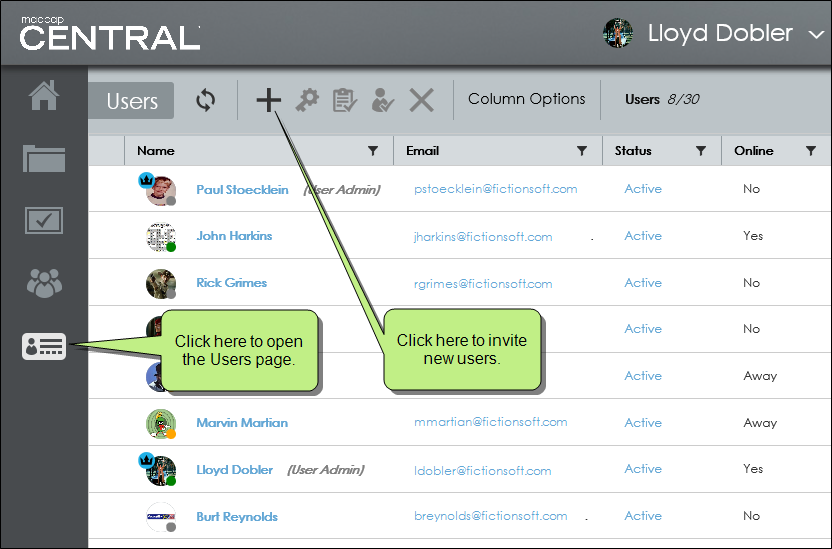 madcap
CENTRAL
Lloyd Dobler
Users
Column Options
Users 8/30
Name
Email
Status
Online
Paul Stoecklein (User Admin) pstoecklein@fictionsoft.com Active No
John Harkins jharkins@fictionsoft.com . Active Yes
Rick Grimes rgrimes@fictionsoft.com Active No
Active No
Active Away
Click here to open
the Users page.
Click here to invite
new users.
Marvin Martian mmartian@fictionsoft.com Active Away
Lloyd Dobler (User Admin) ldobler@fictionsoft.com Active Yes
Burt Reynolds breynolds@fictionsoft.com . Active No